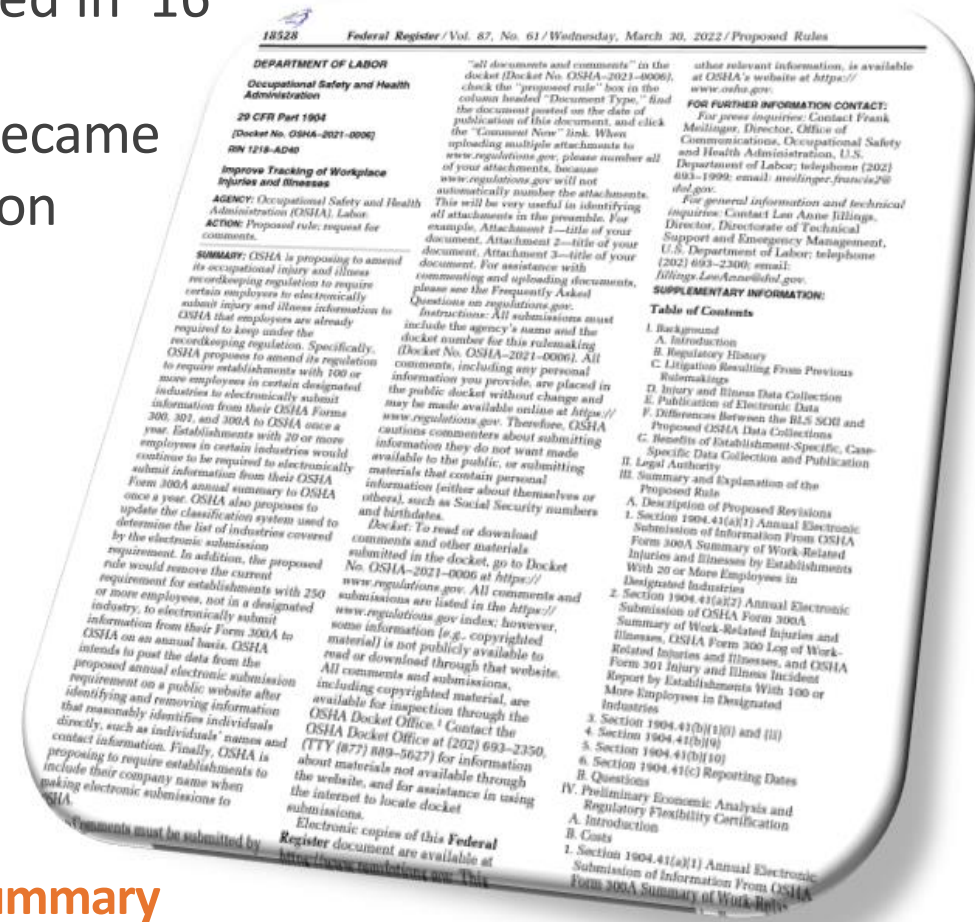 ed in '16
ecame
on
ummary
18528 Federal Register / Vol. 87, No. 61 / Wednesday, March 30, 2022 / Proposed Rules
DEPARTMENT OF LABOR
Occupational Safety and Health
Administration
29 CFR Part 1904
[Docket No. OSHA–2021–0006]
RIN 1218–AD40
Improve Tracking of Workplace
Injuries and Illnesses
AGENCY: Occupational Safety and Health
Administration (OSHA), Labor.
ACTION: Proposed rule; request for
comments.
SUMMARY: OSHA is proposing to amend
its occupational injury and illness
recordkeeping regulation to require
certain employers to electronically
submit injury and illness information to
OSHA that employers are already
required to keep under the
recordkeeping regulation. Specifically,
OSHA proposes to amend its regulation
to require establishments with 100 or
more employees in certain designated
industries to electronically submit
information from their OSHA Forms
300, 301, and 300A to OSHA once a
year. Establishments with 20 or more
employees in certain industries would
continue to be required to electronically
submit information from their OSHA
Form 300A annual summary to OSHA
once a year. OSHA also proposes to
update the classification system used to
determine the list of industries covered
by the electronic submission
requirement. In addition, the proposed
rule would remove the current
requirement for establishments with 250
or more employees, not in a designated
industry, to electronically submit
information from their Form 300A to
OSHA on an annual basis. OSHA
intends to post the data from the
proposed annual electronic submission
requirement on a public website after
identifying and removing information
that reasonably identifies individuals
directly, such as individuals' names and
contact information. Finally, OSHA is
proposing to require establishments to
include their company name when
making electronic submissions to
OSHA.
Comments must be submitted by
"all documents and comments" in the
docket (Docket No. OSHA–2021–0006),
check the "proposed rule" box in the
column headed "Document Type," find
the document posted on the date of
publication of this document, and click
the "Comment Now" link. When
uploading multiple attachments to
www.regulations.gov, please number all
of your attachments, because
www.regulations.gov will not
automatically number the attachments.
This will be very useful in identifying
all attachments in the preamble. For
example, Attachment 1—title of your
document, Attachment 2—title of your
document, Attachment 3—title of your
document. For assistance with
commenting and uploading documents,
please see the Frequently Asked
Questions on regulations.gov.
Instructions: All submissions must
include the agency's name and the
docket number for this rulemaking
(Docket No. OSHA–2021–0006). All
comments, including any personal
information you provide, are placed in
the public docket without change and
may be made available online at https://
www.regulations.gov. Therefore, OSHA
cautions commenters about submitting
information they do not want made
available to the public, or submitting
materials that contain personal
information (either about themselves or
others), such as Social Security numbers
and birthdates.
Docket: To read or download
comments and other materials
submitted in the docket, go to Docket
No. OSHA–2021–0006 at https://
www.regulations.gov. All comments and
submissions are listed in the https://
www.regulations.gov index; however,
some information (e.g., copyrighted
material) is not publicly available to
read or download through that website.
All comments and submissions,
including copyrighted material, are
available for inspection through the
OSHA Docket Office.1 Contact the
OSHA Docket Office at (202) 693–2350,
(TTY (877) 889–5627) for information
about materials not available through
the website, and for assistance in using
the internet to locate docket
submissions.
Electronic copies of this Federal
Register document are available at
https://www.regulations.gov. This
other relevant information, is available
at OSHA's website at https://
www.osha.gov.
FOR FURTHER INFORMATION CONTACT:
For press inquiries: Contact Frank
Meilinger, Director, Office of
Communications, Occupational Safety
and Health Administration, U.S.
Department of Labor; telephone (202)
693–1999; email: meilinger.francis2@
dol.gov.
For general information and technical
inquiries: Contact Lee Anne Jillings,
Director, Directorate of Technical
Support and Emergency Management,
U.S. Department of Labor; telephone
(202) 693–2300; email:
Jillings.LeeAnne@dol.gov.
SUPPLEMENTARY INFORMATION:
Table of Contents
I. Background
A. Introduction
B. Regulatory History
C. Litigation Resulting From Previous
Rulemakings
D. Injury and Illness Data Collection
E. Publication of Electronic Data
F. Differences Between the BLS SOII and
Proposed OSHA Data Collections
G. Benefits of Establishment-Specific, Case-
Specific Data Collection and Publication
II. Legal Authority
III. Summary and Explanation of the
Proposed Rule
A. Description of Proposed Revisions
1. Section 1904.41(a)(1) Annual Electronic
Submission of Information From OSHA
Form 300A Summary of Work-Related
Injuries and Illnesses by Establishments
With 20 or More Employees in
Designated Industries
2. Section 1904.41(a)(2) Annual Electronic
Submission of OSHA Form 300A
Summary of Work-Related Injuries and
Illnesses, OSHA Form 300 Log of Work-
Related Injuries and Illnesses, and OSHA
Form 301 Injury and Illness Incident
Report by Establishments With 100 or
More Employees in Designated
Industries
3. Section 1904.41(b)(1)(i) and (ii)
4. Section 1904.41(b)(9)
5. Section 1904.41(b)(10)
6. Section 1904.41(c) Reporting Dates
B. Questions
IV. Preliminary Economic Analysis and
Regulatory Flexibility Certification
A. Introduction
B. Costs
1. Section 1904.41(a)(1) Annual Electronic
Submission of Information From OSHA
Form 300A Summary of Work-